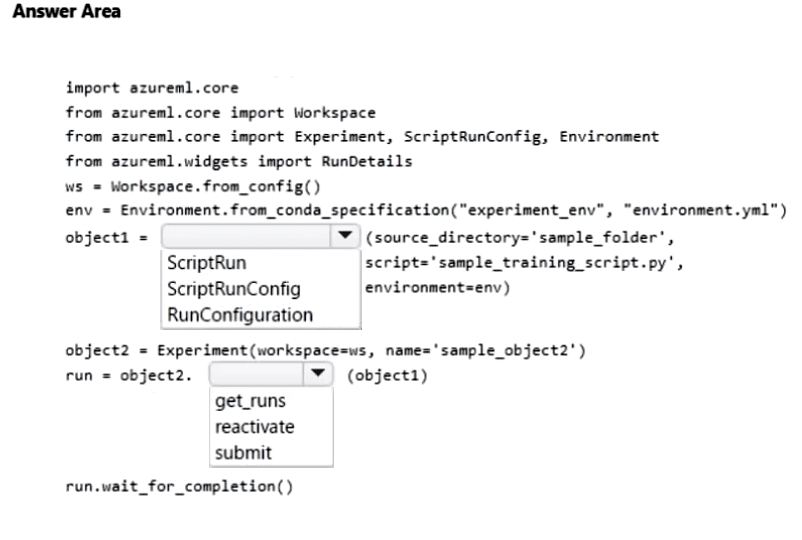 Answer Area
import azureml.core
from azureml.core import Workspace
from azureml.core import Experiment, ScriptRunConfig, Environment
from azureml.widgets import RunDetails
ws = Workspace.from_config()
env = Environment.from_conda_specification("experiment_env", "environment.yml")
object1 = (source_directory='sample_folder',
ScriptRun script='sample_training_script.py',
ScriptRunConfig environment=env)
RunConfiguration
object2 = Experiment(workspace=ws, name='sample_object2')
run = object2. (object1)
get_runs
reactivate
submit
run.wait_for_completion()